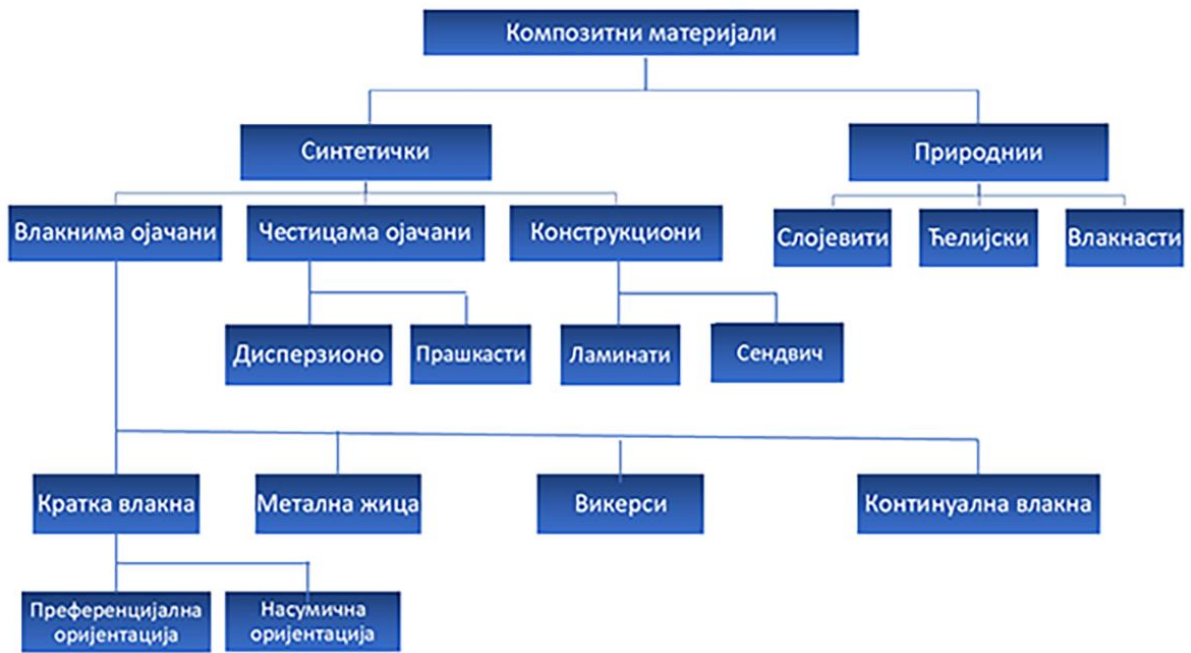 Композитни материјали
Синтетички
Природнии
Влакнима ојачани
Честицама ојачани
Конструкциони
Слојевити
Ћелијски
Влакнасти
Дисперзионо
Прашкасти
Ламинати
Сендвич
Кратка влакна
Метална жица
Викерси
Континуална влакна
Преференцијална
оријентација
Насумична
оријентација